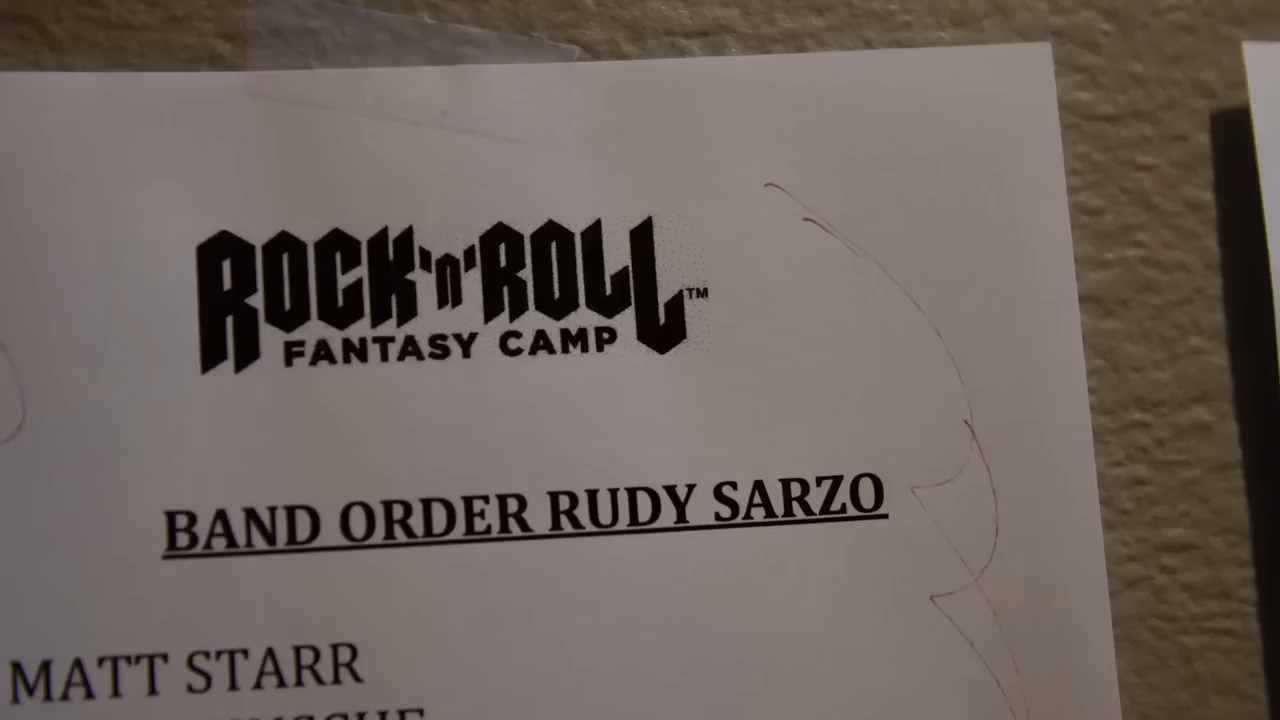 ROCK 'n' ROLL™
FANTASY CAMP
BAND ORDER RUDY SARZO
MATT STARR